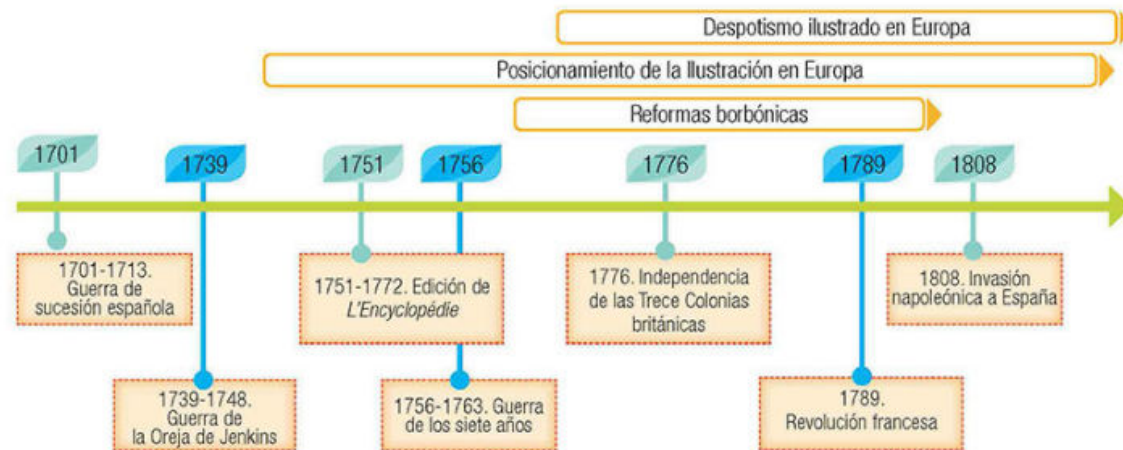 Despotismo ilustrado en Europa
Posicionamiento de la Ilustración en Europa
Reformas borbónicas
1701
1739
1751
1756
1776
1789
1808
1701-1713.
Guerra de
sucesión española
1751-1772. Edición de
L'Encyclopédie
1776. Independencia
de las Trece Colonias
británicas
1808. Invasión
napoleónica a España
1739-1748.
Guerra de
la Oreja de Jenkins
1756-1763. Guerra
de los siete años
1789.
Revolución francesa